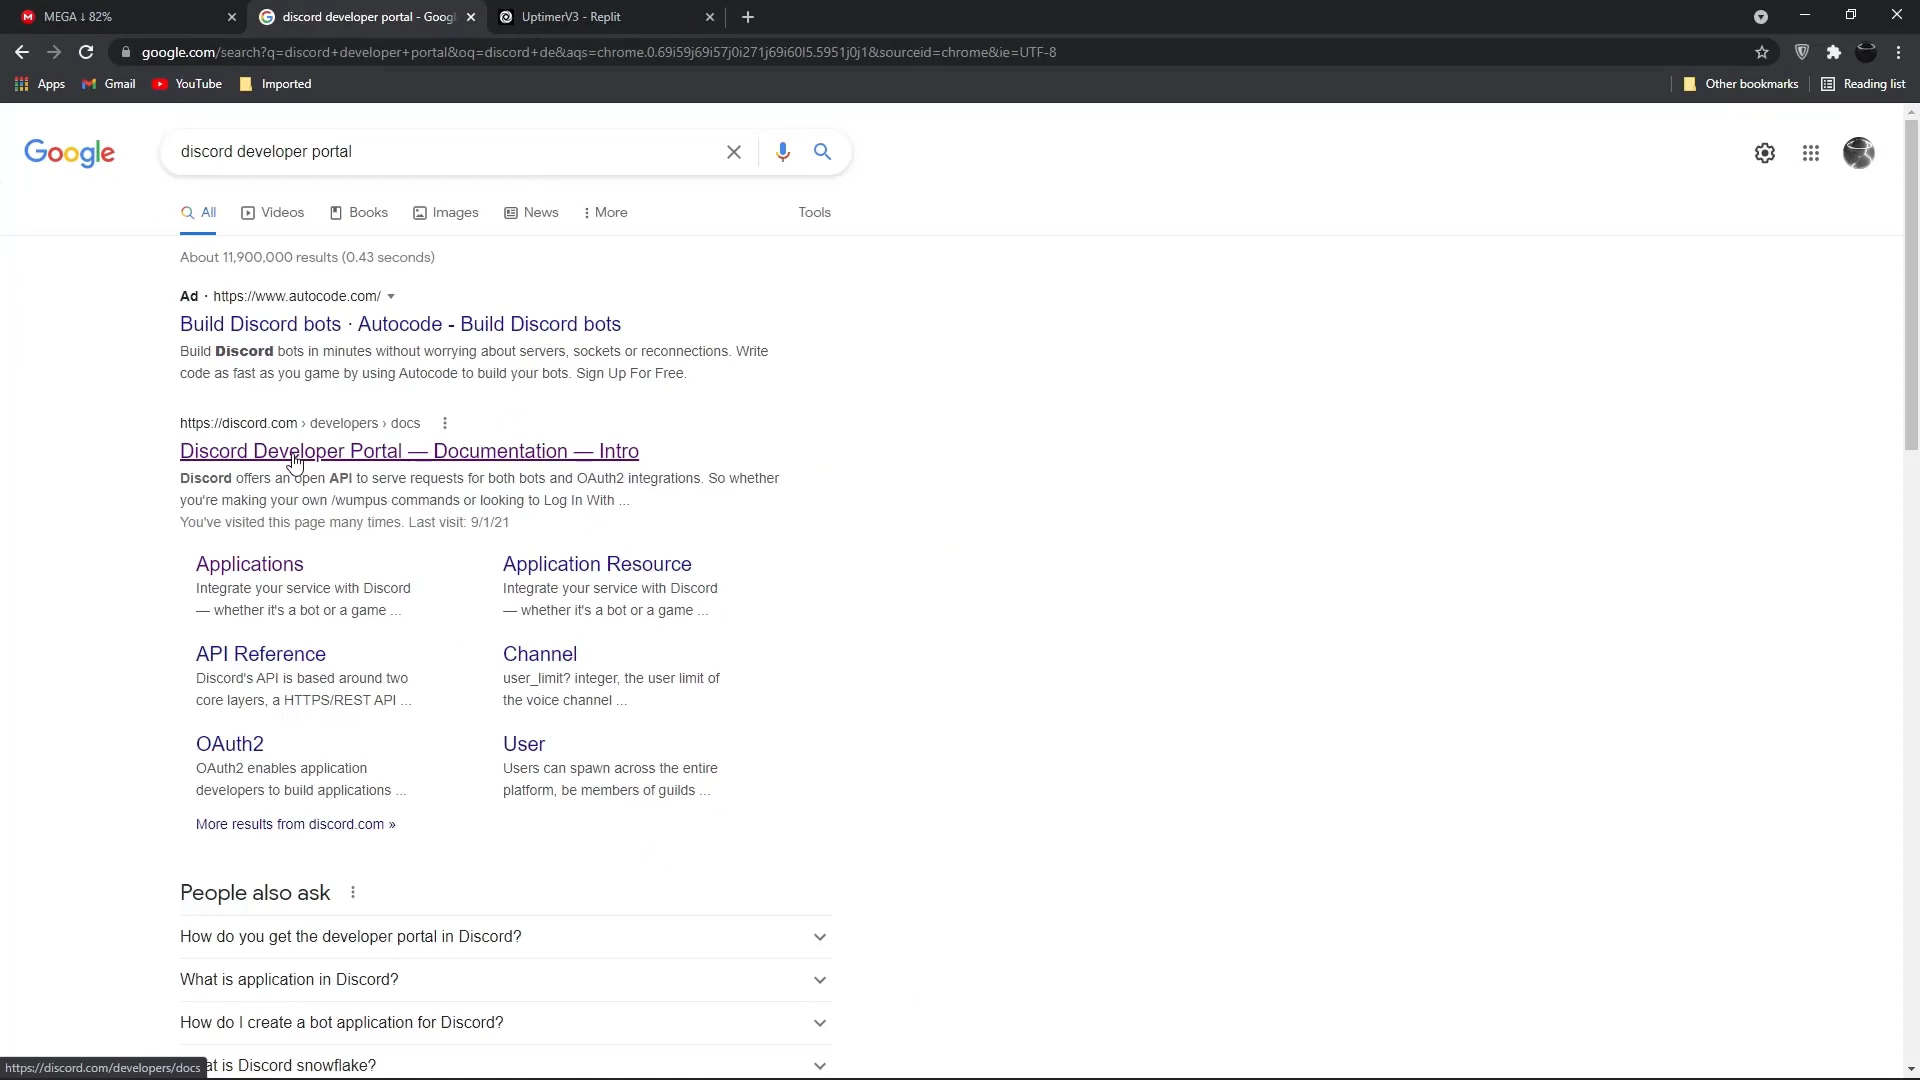 MEGA ↓ 82%
discord developer portal - Googl
UptimerV3 - Replit
google.com/search?q=discord+developer+portal&oq=discord+de&aqs=chrome.0.69i59j69i57j0i271j69i60l5.5951j0j1&sourceid=chrome&ie=UTF-8
Apps
Gmail
YouTube
Imported
Other bookmarks
Reading list
Google
discord developer portal
All
Videos
Books
Images
News
More
Tools
About 11,900,000 results (0.43 seconds)
Ad · https://www.autocode.com/
Build Discord bots · Autocode - Build Discord bots
Build Discord bots in minutes without worrying about servers, sockets or reconnections. Write
code as fast as you game by using Autocode to build your bots. Sign Up For Free.
https://discord.com › developers › docs
Discord Developer Portal — Documentation — Intro
Discord offers an open API to serve requests for both bots and OAuth2 integrations. So whether
you're making your own /wumpus commands or looking to Log In With ...
You've visited this page many times. Last visit: 9/1/21
Applications
Integrate your service with Discord
— whether it's a bot or a game ...
Application Resource
Integrate your service with Discord
— whether it's a bot or a game ...
API Reference
Discord's API is based around two
core layers, a HTTPS/REST API ...
Channel
user_limit? integer, the user limit of
the voice channel ...
OAuth2
OAuth2 enables application
developers to build applications ...
User
Users can spawn across the entire
platform, be members of guilds ...
More results from discord.com »
People also ask
How do you get the developer portal in Discord?
What is application in Discord?
How do I create a bot application for Discord?
at is Discord snowflake?
https://discord.com/developers/docs